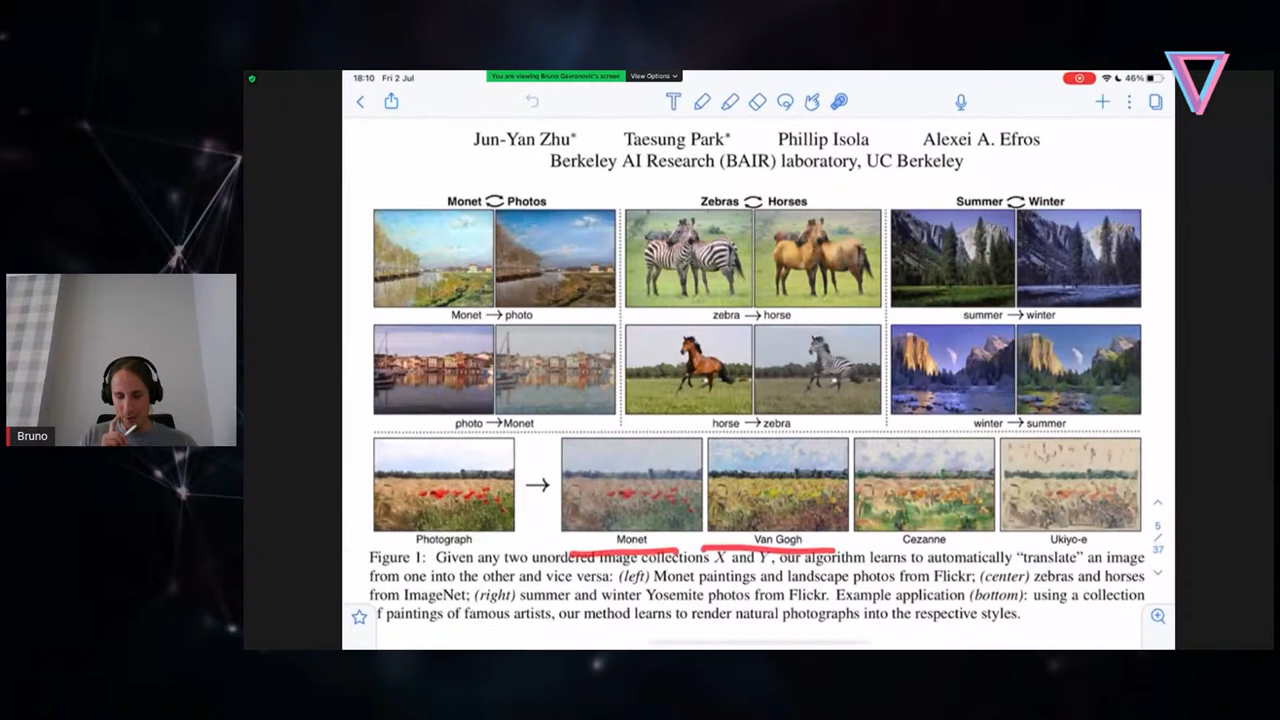 18:10 Fri 2 Jul
You are viewing Bruno Gavranovic's screen
View Options
46%
T
Jun-Yan Zhu* Taesung Park* Phillip Isola Alexei A. Efros
Berkeley AI Research (BAIR) laboratory, UC Berkeley
Monet Photos
Zebras Horses
Summer Winter
Monet → photo
zebra → horse
summer → winter
photo → Monet
horse → zebra
winter → summer
→
Photograph
Monet
Van Gogh
Cezanne
Ukiyo-e
Figure 1: Given any two unordered image collections X and Y, our algorithm learns to automatically “translate” an image
from one into the other and vice versa: (left) Monet paintings and landscape photos from Flickr; (center) zebras and horses
from ImageNet; (right) summer and winter Yosemite photos from Flickr. Example application (bottom): using a collection
f paintings of famous artists, our method learns to render natural photographs into the respective styles.
5
/
37
Bruno